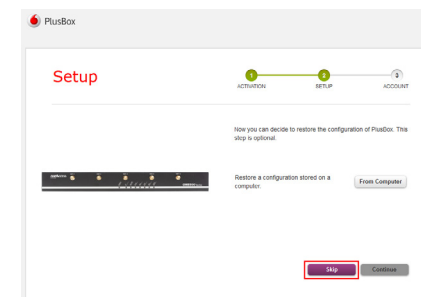 PlusBox
Setup
1
2
3
ACTIVATION
SETUP
ACCOUNT
Now you can decide to restore the configuration of PlusBox. This
step is optional.
Restore a configuration stored on a
computer.
From Computer
Skip
Continue